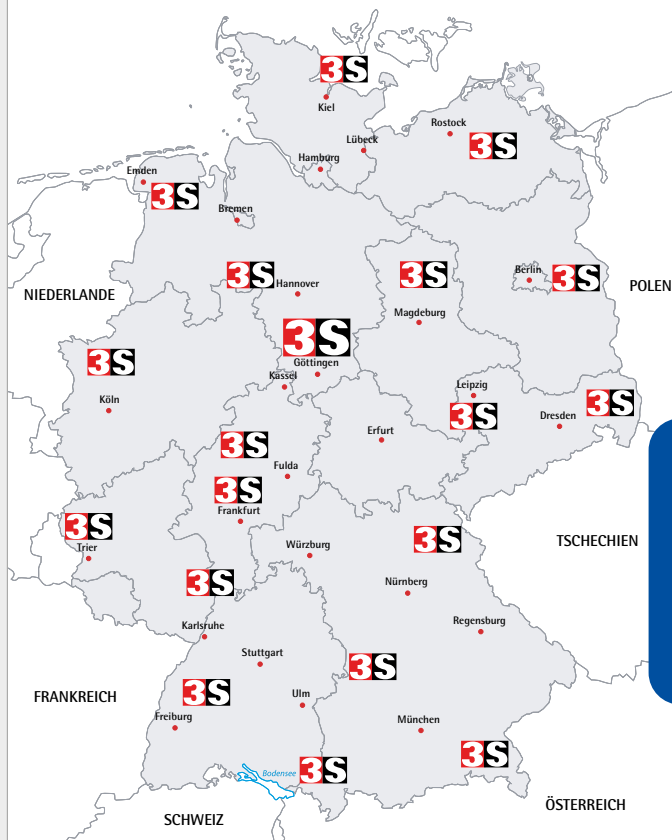 3S
Kiel
Rostock
3S
Lübeck
Hamburg
Emden
3S
Bremen
3S
Hannover
3S
Berlin
3S
NIEDERLANDE
POLEN
Magdeburg
3S
Göttingen
3S
Kassel
Köln
Leipzig
3S
3S
Dresden
Erfurt
3S
Fulda
3S
Frankfurt
3S
Trier
3S
Würzburg
TSCHECHIEN
3S
Nürnberg
Karlsruhe
Regensburg
Stuttgart
3S
3S
FRANKREICH
Ulm
Freiburg
München
3S
Bodensee
3S
SCHWEIZ
ÖSTERREICH